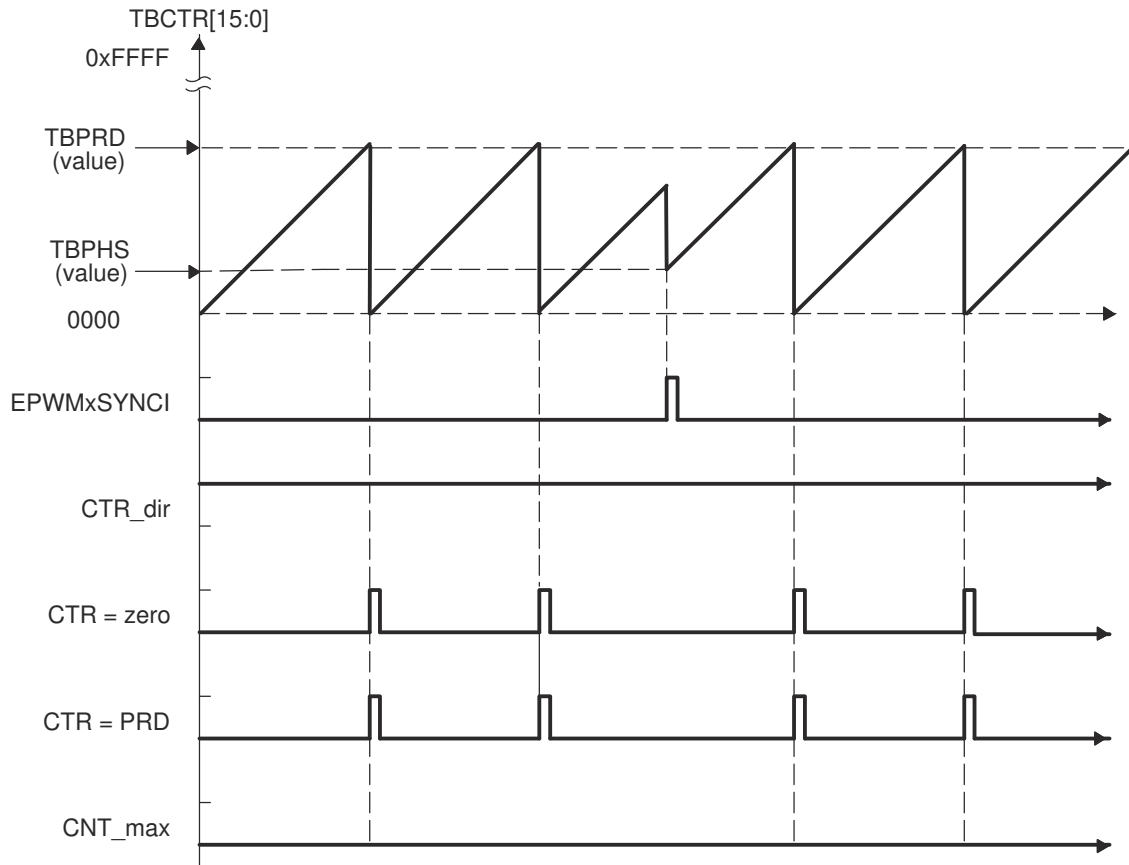 TBCTR[15:0]
0xFFFF
TBPRD
(value)
TBPHS
(value)
0000
EPWMxSYNCI
CTR_dir
CTR = zero
CTR = PRD
CNT_max